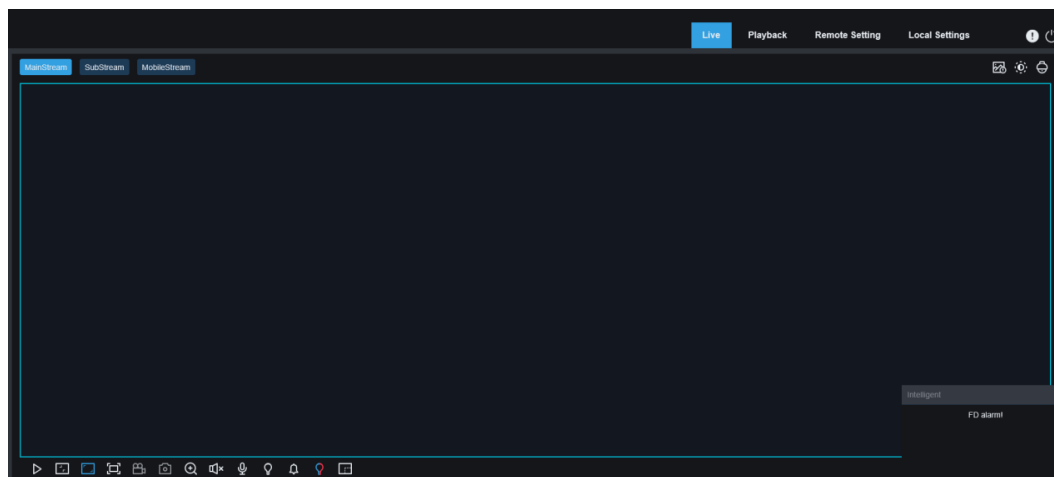 Live Playback Remote Setting Local Settings
MainStream SubStream MobileStream
Intelligent
FD alarm!